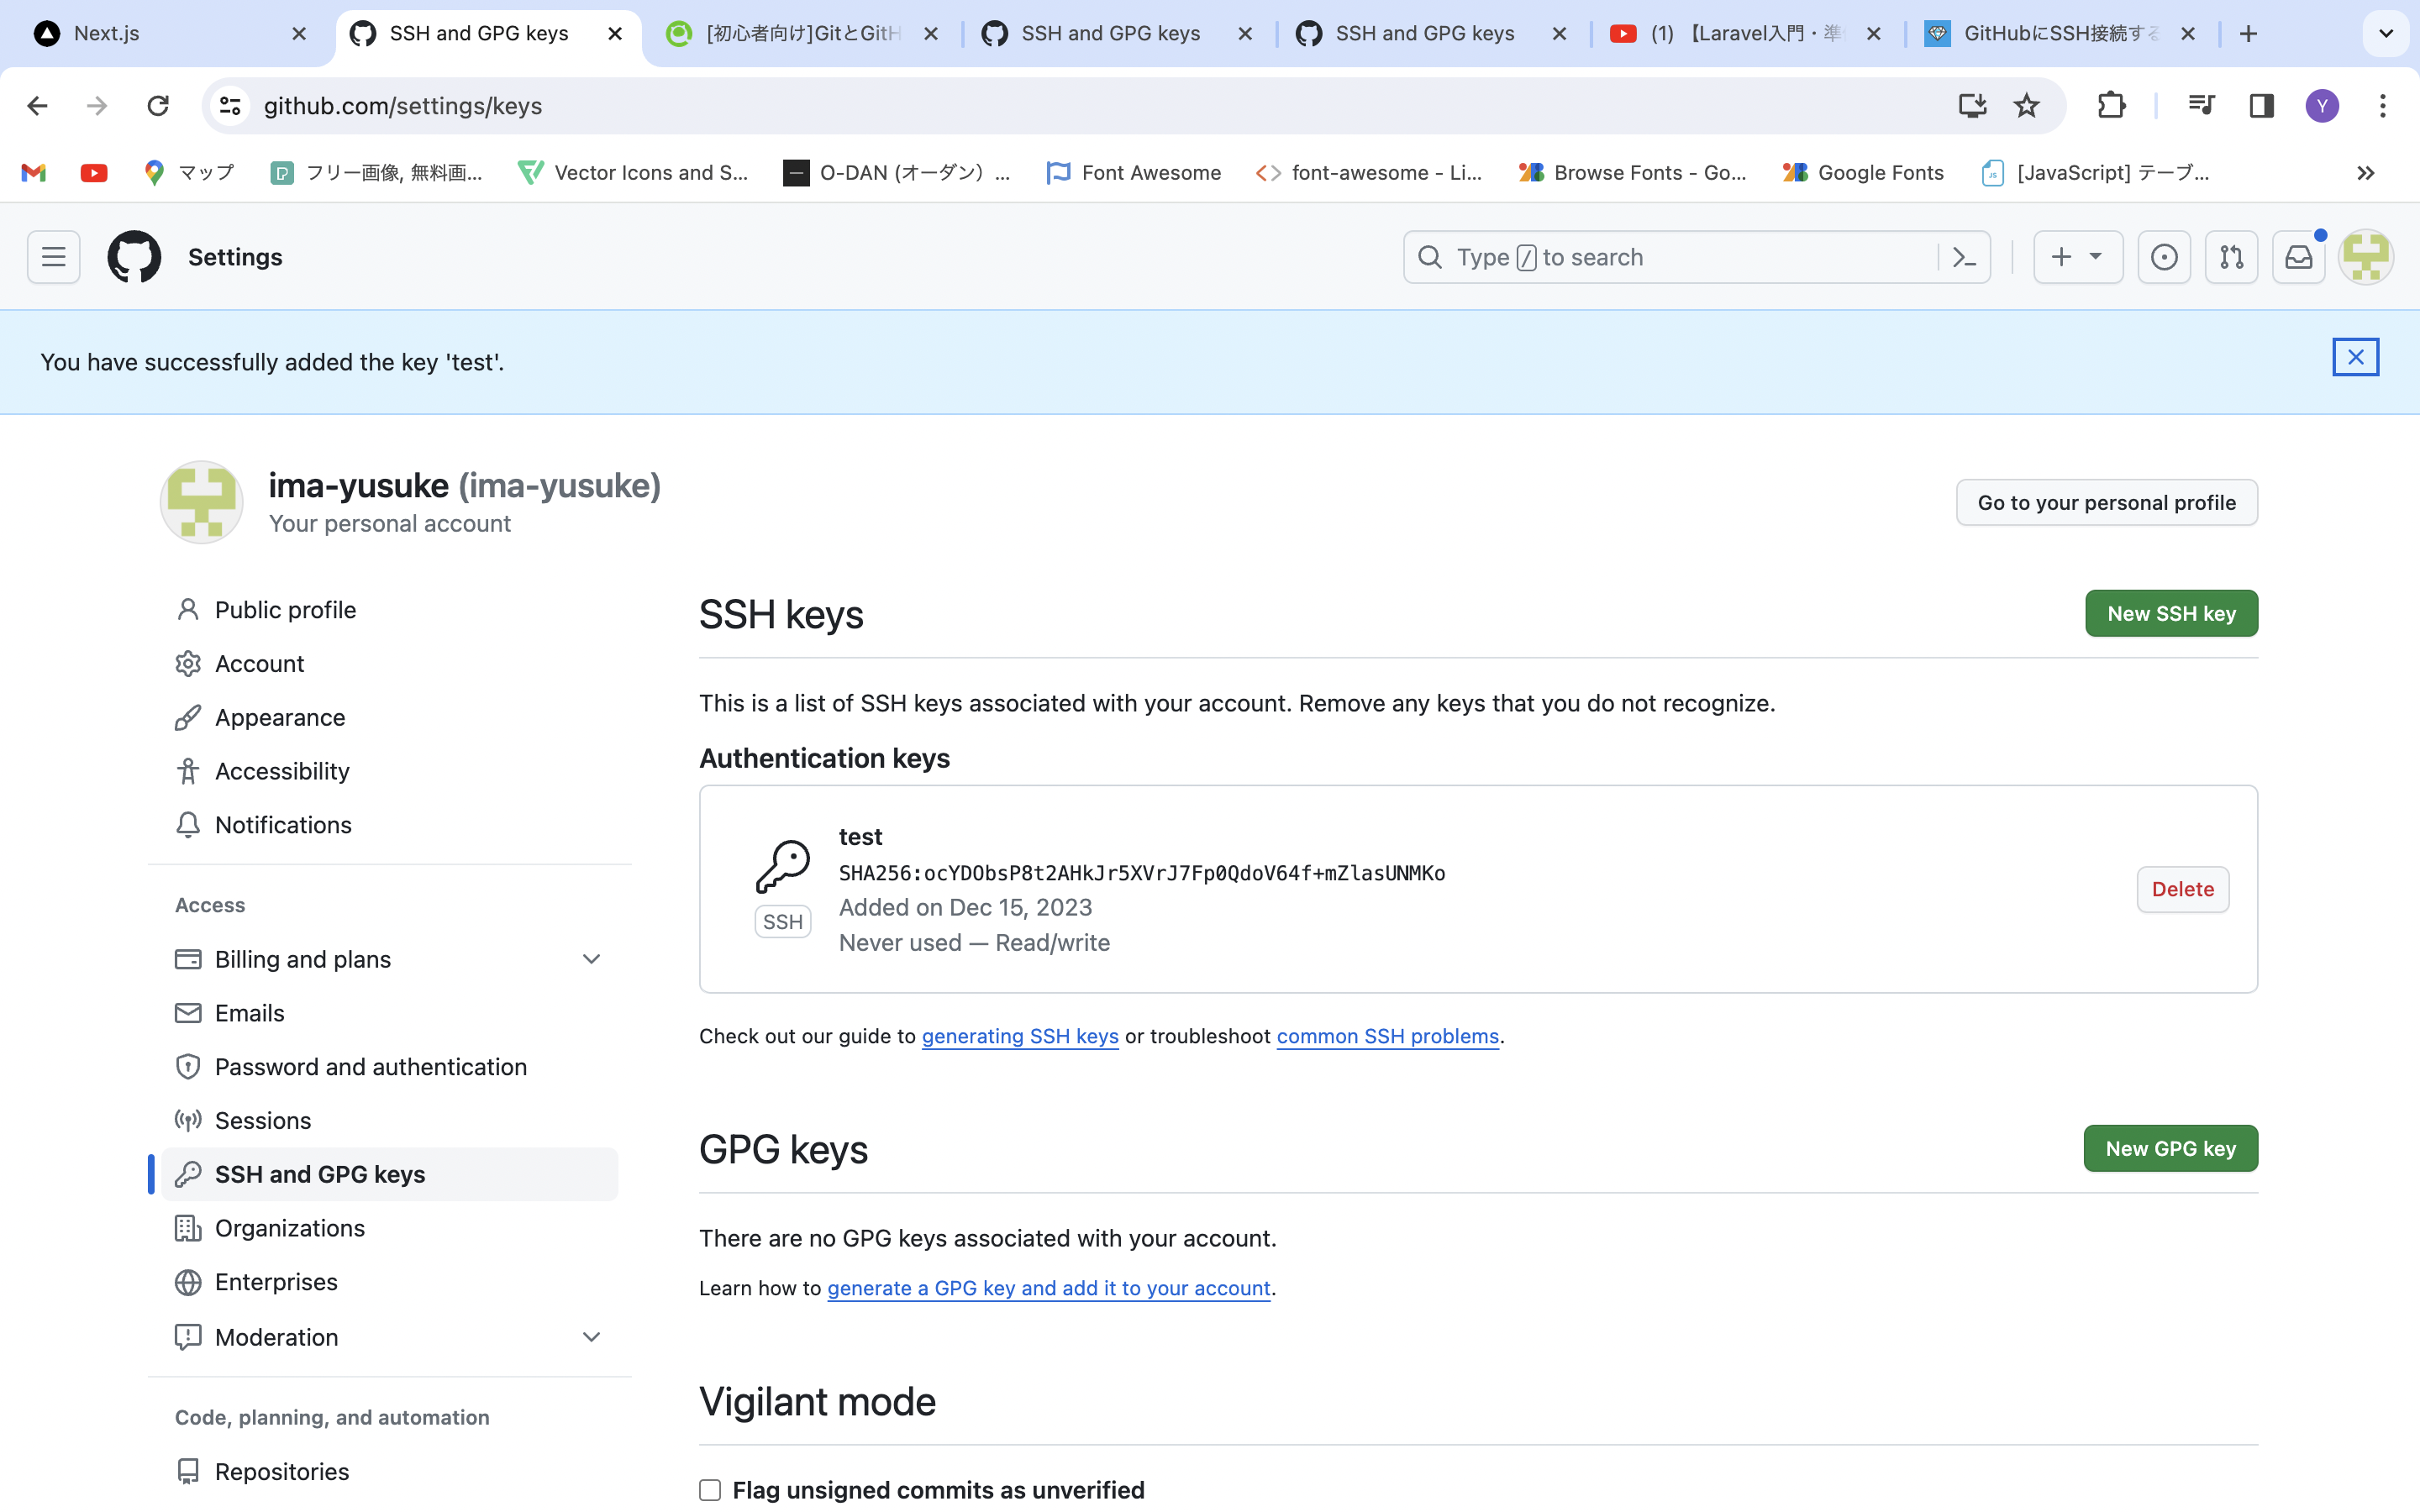 Next.js
SSH and GPG keys
[初心者向け]GitとGitH
SSH and GPG keys
SSH and GPG keys
(1) 【Laravel入門・準
GitHubにSSH接続する
github.com/settings/keys
マップ
フリー画像, 無料画...
Vector Icons and S...
O-DAN (オーダン) ...
Font Awesome
font-awesome - Li...
Browse Fonts - Go...
Google Fonts
[JavaScript] テーブ...
Settings
Type / to search
You have successfully added the key 'test'.
ima-yusuke (ima-yusuke)
Your personal account
Go to your personal profile
Public profile
Account
Appearance
Accessibility
Notifications
Access
Billing and plans
Emails
Password and authentication
Sessions
SSH and GPG keys
Organizations
Enterprises
Moderation
Code, planning, and automation
Repositories
SSH keys
New SSH key
This is a list of SSH keys associated with your account. Remove any keys that you do not recognize.
Authentication keys
test
SHA256:ocYDObsP8t2AHkJr5XVrJ7Fp0QdoV64f+mZlasUNMKo
Added on Dec 15, 2023
Never used — Read/write
SSH
Delete
Check out our guide to generating SSH keys or troubleshoot common SSH problems.
GPG keys
New GPG key
There are no GPG keys associated with your account.
Learn how to generate a GPG key and add it to your account.
Vigilant mode
Flag unsigned commits as unverified